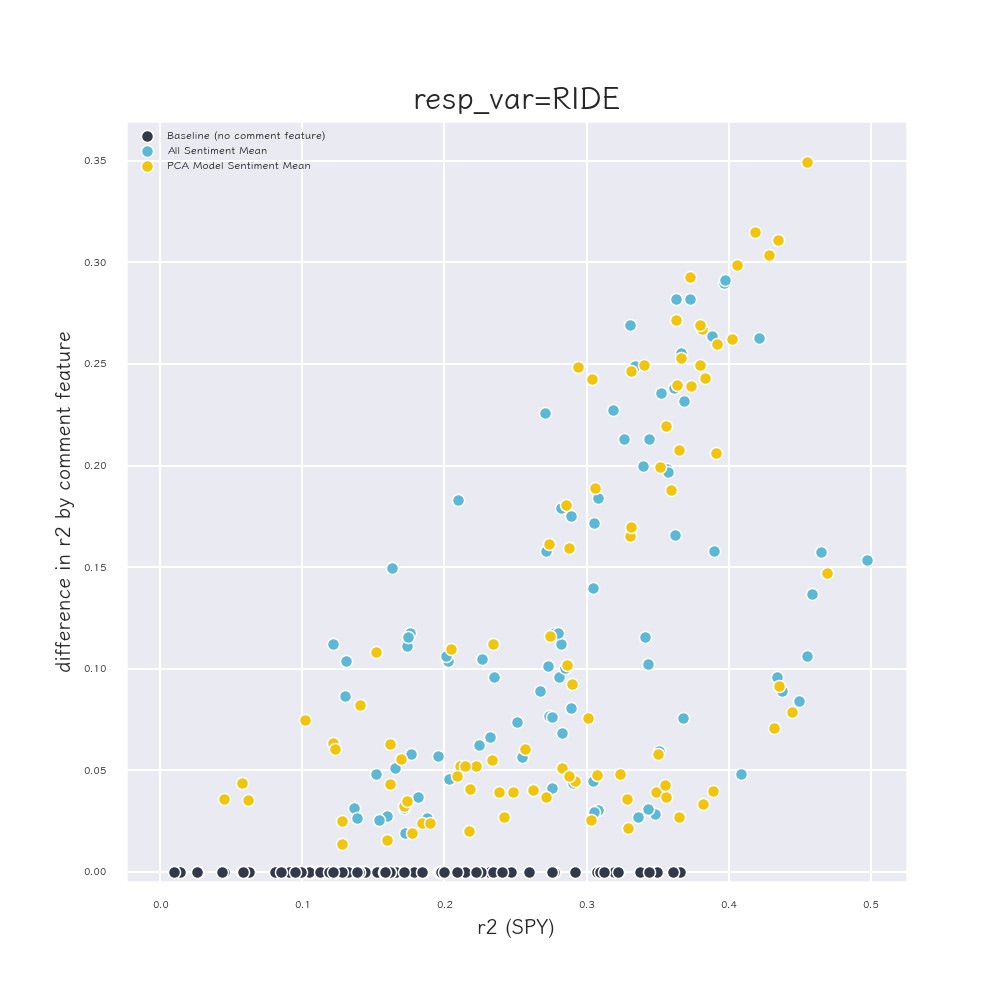 resp_var=RIDE
Baseline (no comment feature)
All Sentiment Mean
PCA Model Sentiment Mean
difference in r2 by comment feature
0.35
0.30
0.25
0.20
0.15
0.10
0.05
0.00
0.0 0.1 0.2 0.3 0.4 0.5
r2 (SPY)